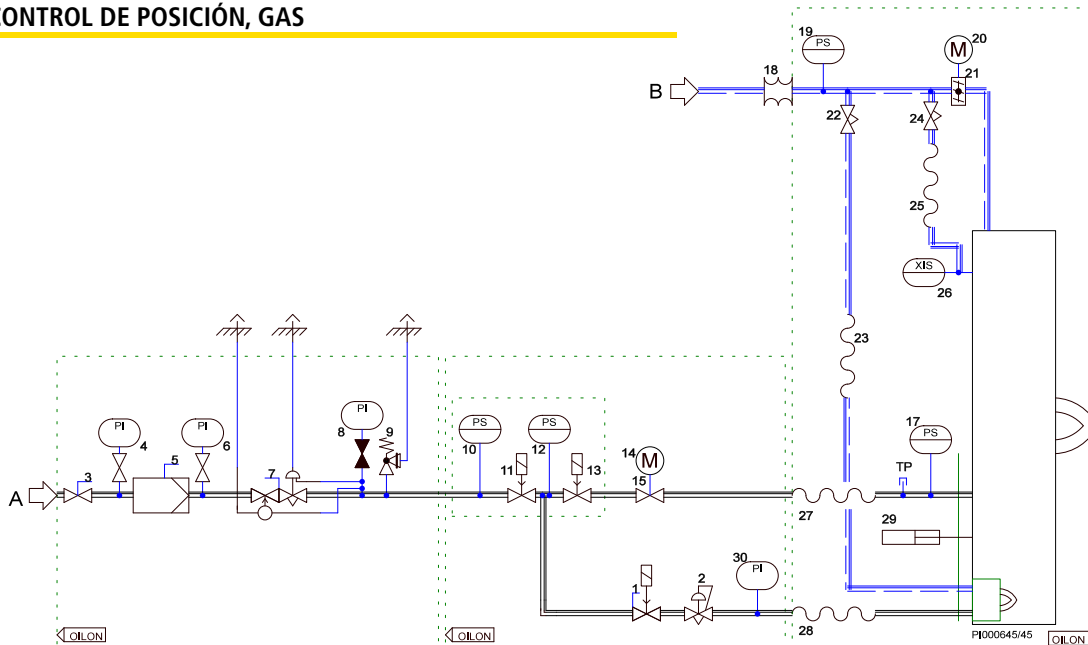 CONTROL DE POSICIÓN, GAS
19
PS
M
20
18
21
B
22
24
25
XIS
26
23
PI
4
5
PI
6
7
PI
8
9
PS
10
11
PS
12
13
14
M
15
17
PS
TP
3
A
27
29
30
PI
1
2
28
OILON
OILON
PI000645/45
OILON